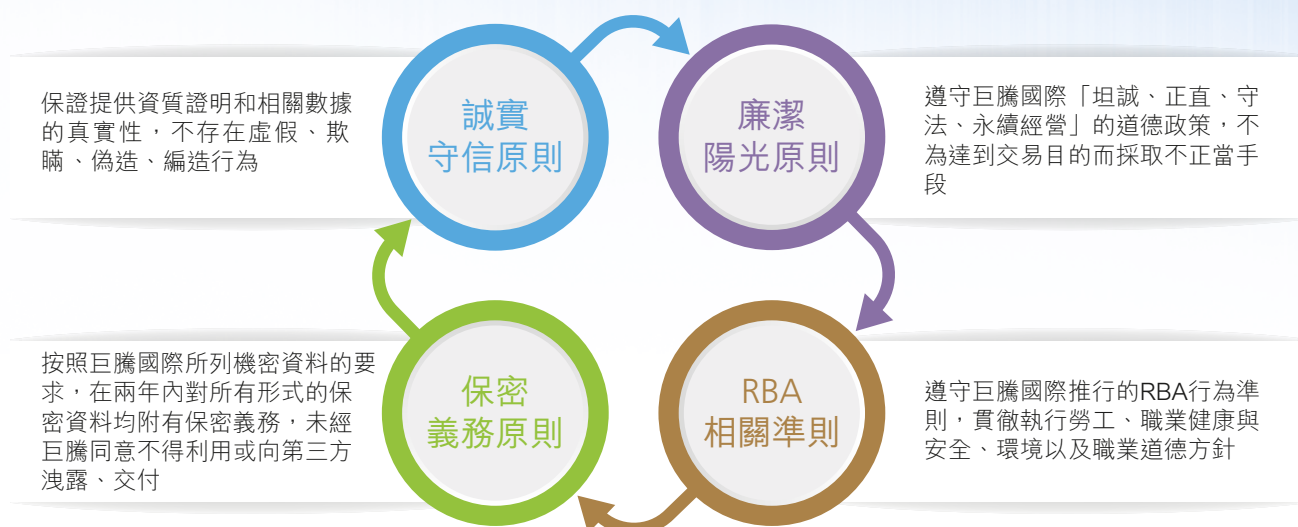 保證提供資質證明和相關數據
的真實性，不存在虛假、欺
瞞、偽造、編造行為
誠實
守信原則
廉潔
陽光原則
遵守巨騰國際「坦誠、正直、守
法、永續經營」的道德政策，不
為達到交易目的而採取不正當手
段
按照巨騰國際所列機密資料的要
求，在兩年內對所有形式的保
密資料均附有保密義務，未經
巨騰同意不得利用或向第三方
洩露、交付
保密
義務原則
RBA
相關準則
遵守巨騰國際推行的RBA行為準
則，貫徹執行勞工、職業健康與
安全、環境以及職業道德方針